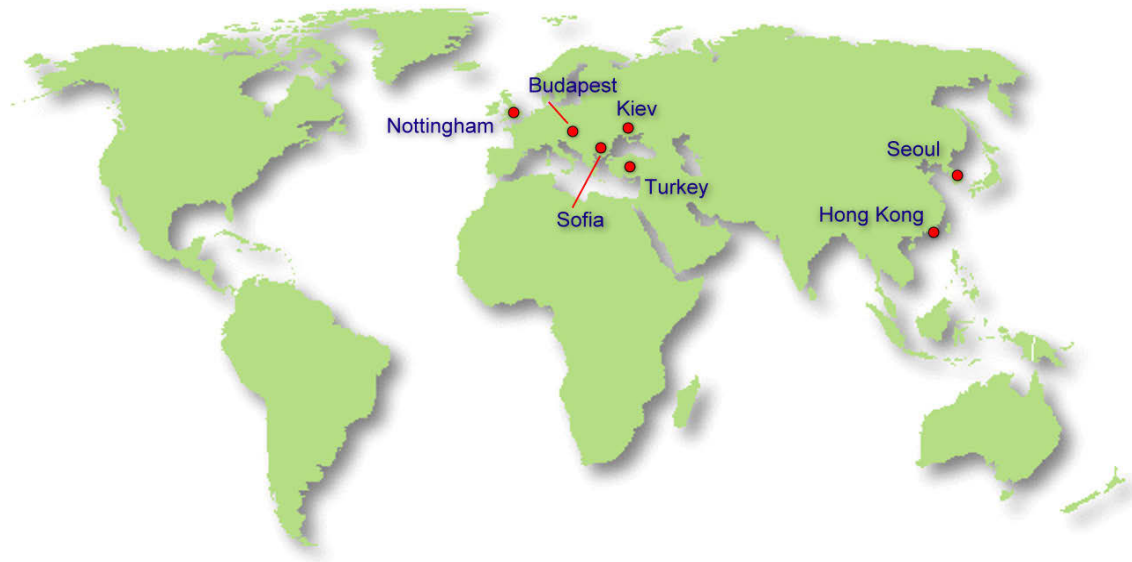 Budapest
Kiev
Nottingham
Seoul
Turkey
Sofia
Hong Kong